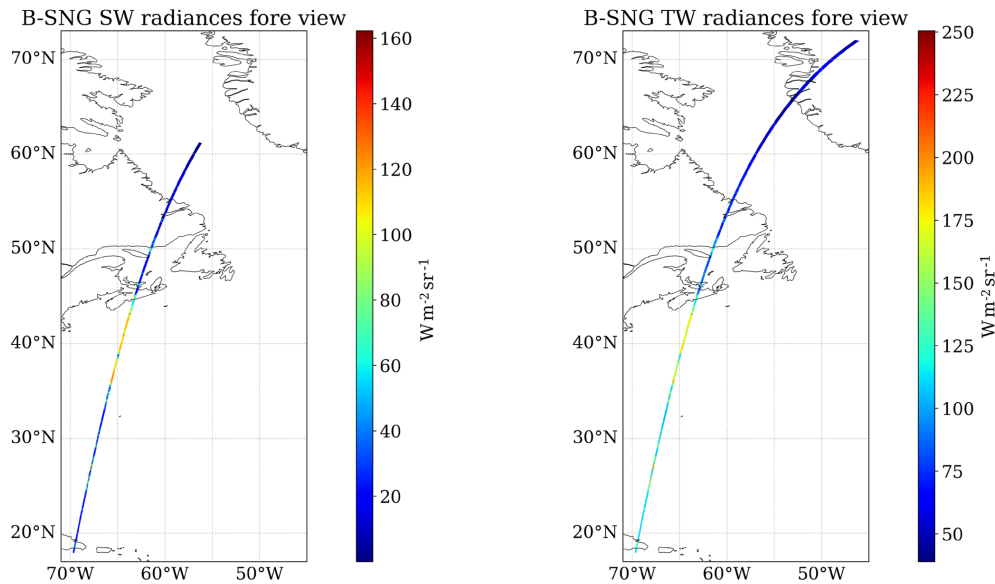 B-SNG SW radiances fore view
70°N
60°N
50°N
40°N
30°N
20°N
70°W 60°W 50°W
160
140
120
100
80
60
40
20
W m⁻² sr⁻¹
B-SNG TW radiances fore view
70°N
60°N
50°N
40°N
30°N
20°N
70°W 60°W 50°W
250
225
200
175
150
125
100
75
50
W m⁻² sr⁻¹